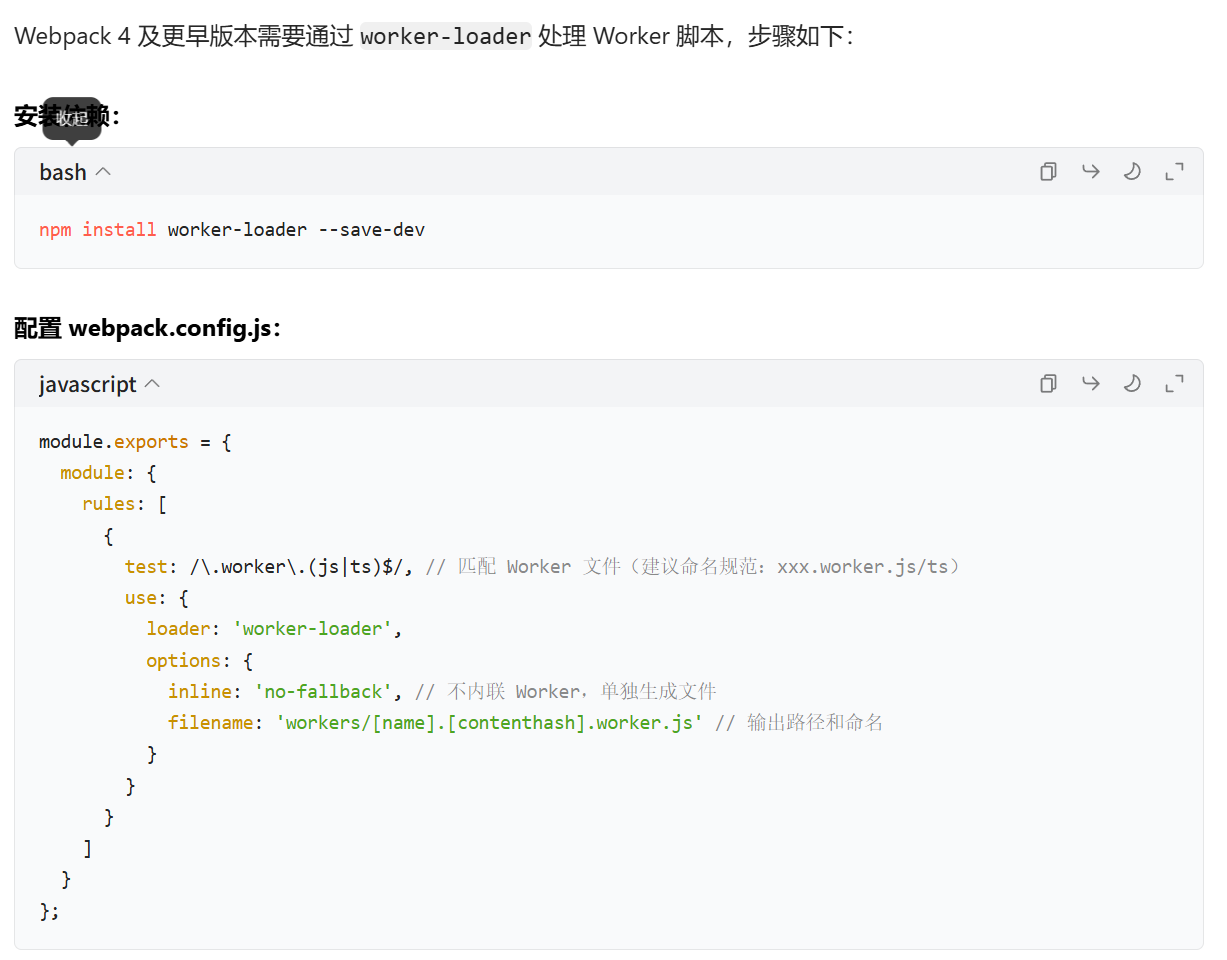 Webpack 4 及更早版本需要通过 worker-loader 处理 Worker 脚本，步骤如下：
安装依赖：
收起
bash
npm install worker-loader --save-dev
配置 webpack.config.js：
javascript
module.exports = {
  module: {
    rules: [
      {
        test: /\.worker\.(js|ts)$/, // 匹配 Worker 文件（建议命名规范：xxx.worker.js/ts）
        use: {
          loader: 'worker-loader',
          options: {
            inline: 'no-fallback', // 不内联 Worker，单独生成文件
            filename: 'workers/[name].[contenthash].worker.js' // 输出路径和命名
          }
        }
      }
    ]
  }
};